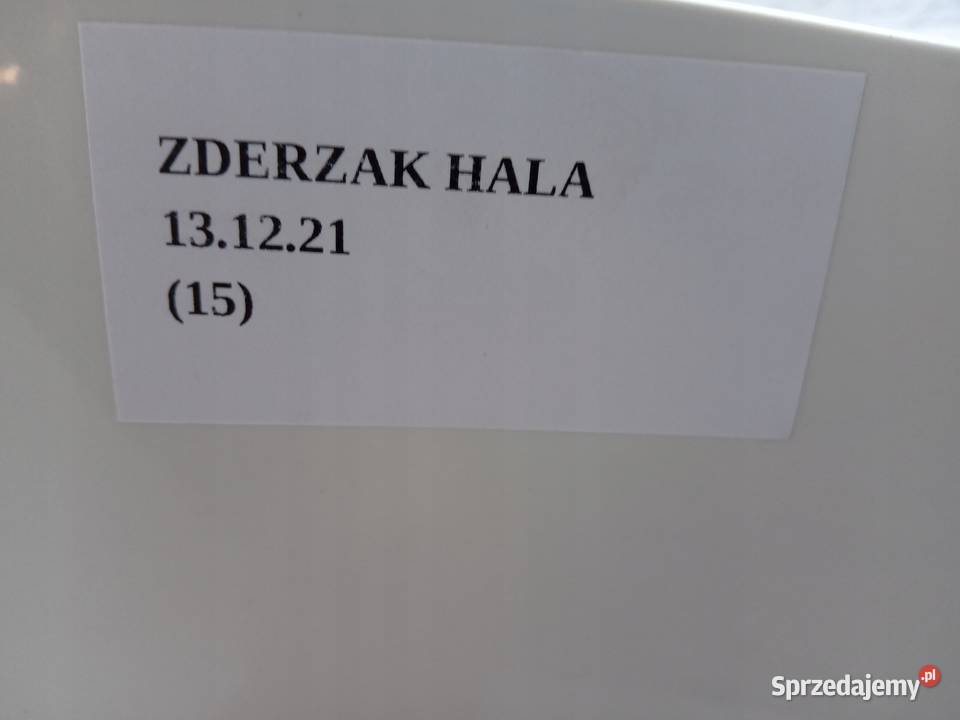 ZDERZAK HALA
13.12.21
(15)
Sprzedajemy.pl